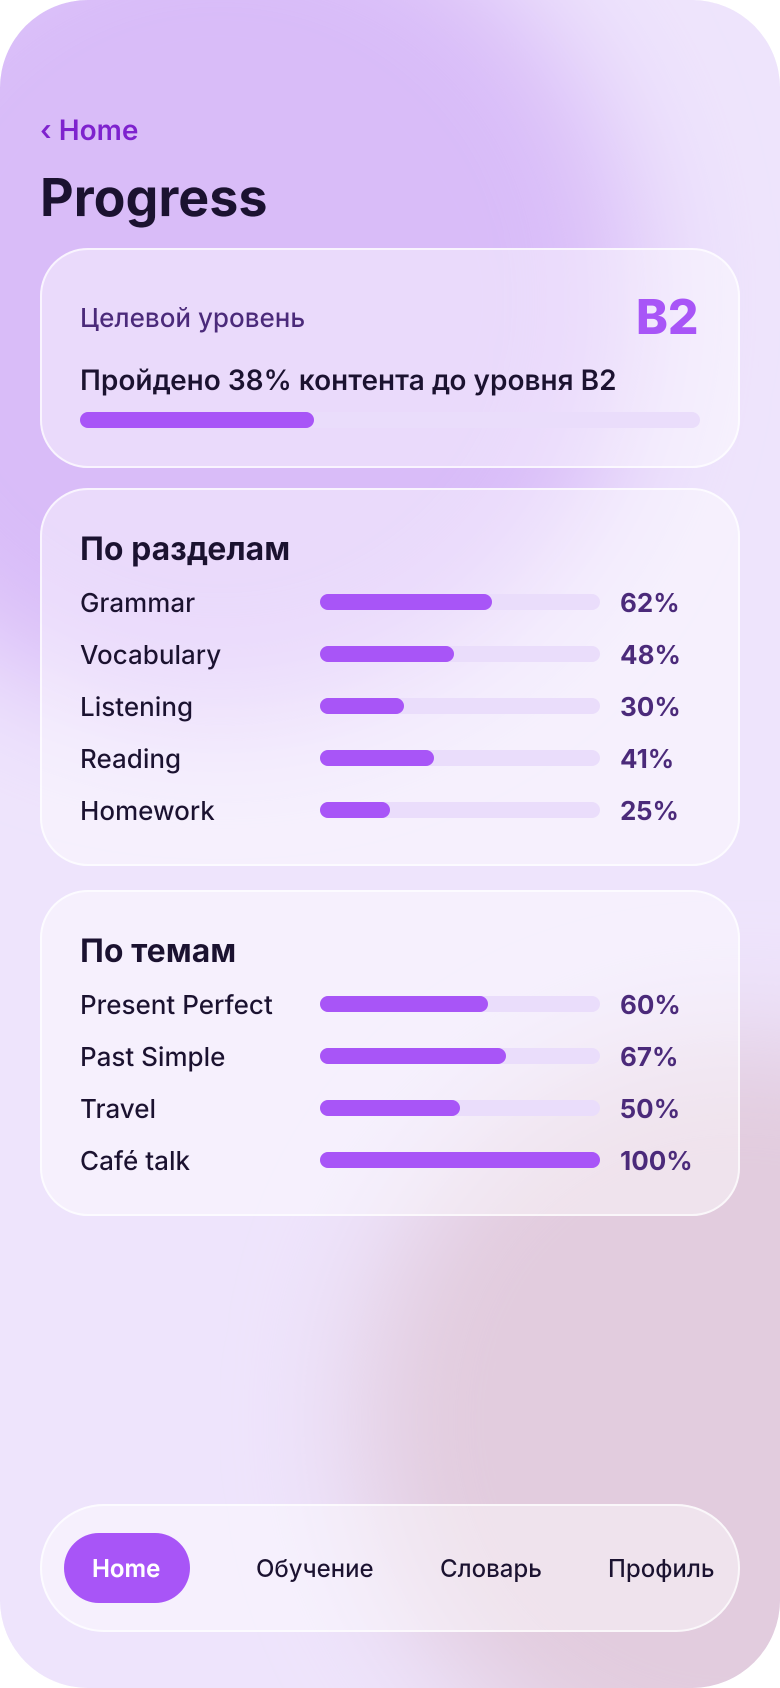 ‹ Home
Progress
Целевой уровень B2
Пройдено 38% контента до уровня B2
По разделам
Grammar 62%
Vocabulary 48%
Listening 30%
Reading 41%
Homework 25%
По темам
Present Perfect 60%
Past Simple 67%
Travel 50%
Café talk 100%
Home Обучение Словарь Профиль